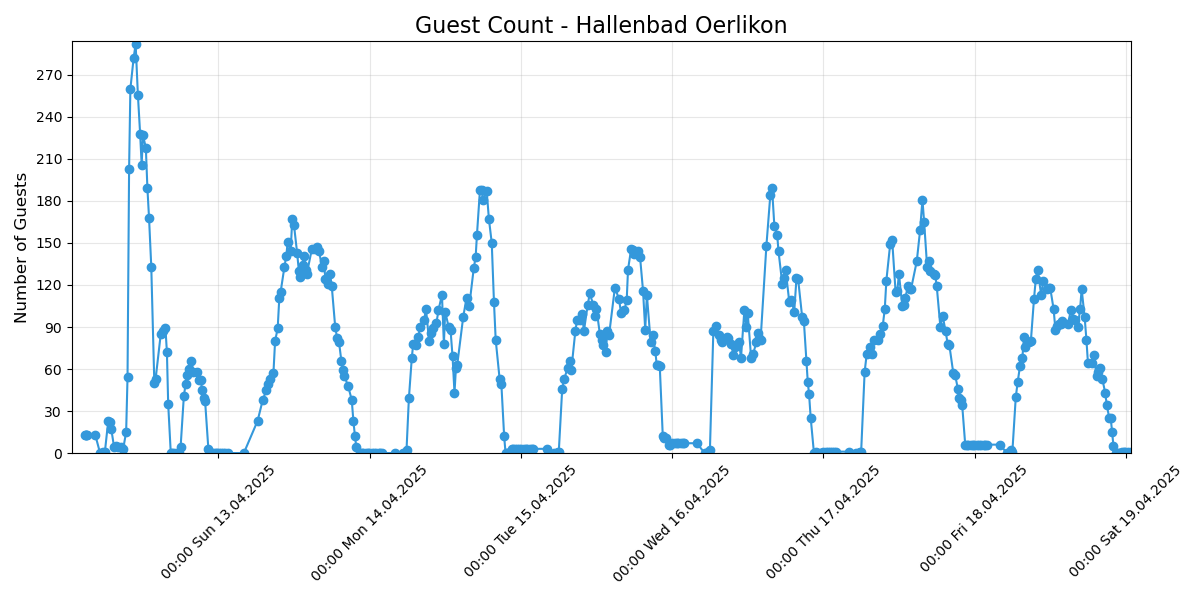 Guest Count - Hallenbad Oerlikon
Number of Guests
270
240
210
180
150
120
90
60
30
0
00:00 Sun 13.04.2025
00:00 Mon 14.04.2025
00:00 Tue 15.04.2025
00:00 Wed 16.04.2025
00:00 Thu 17.04.2025
00:00 Fri 18.04.2025
00:00 Sat 19.04.2025